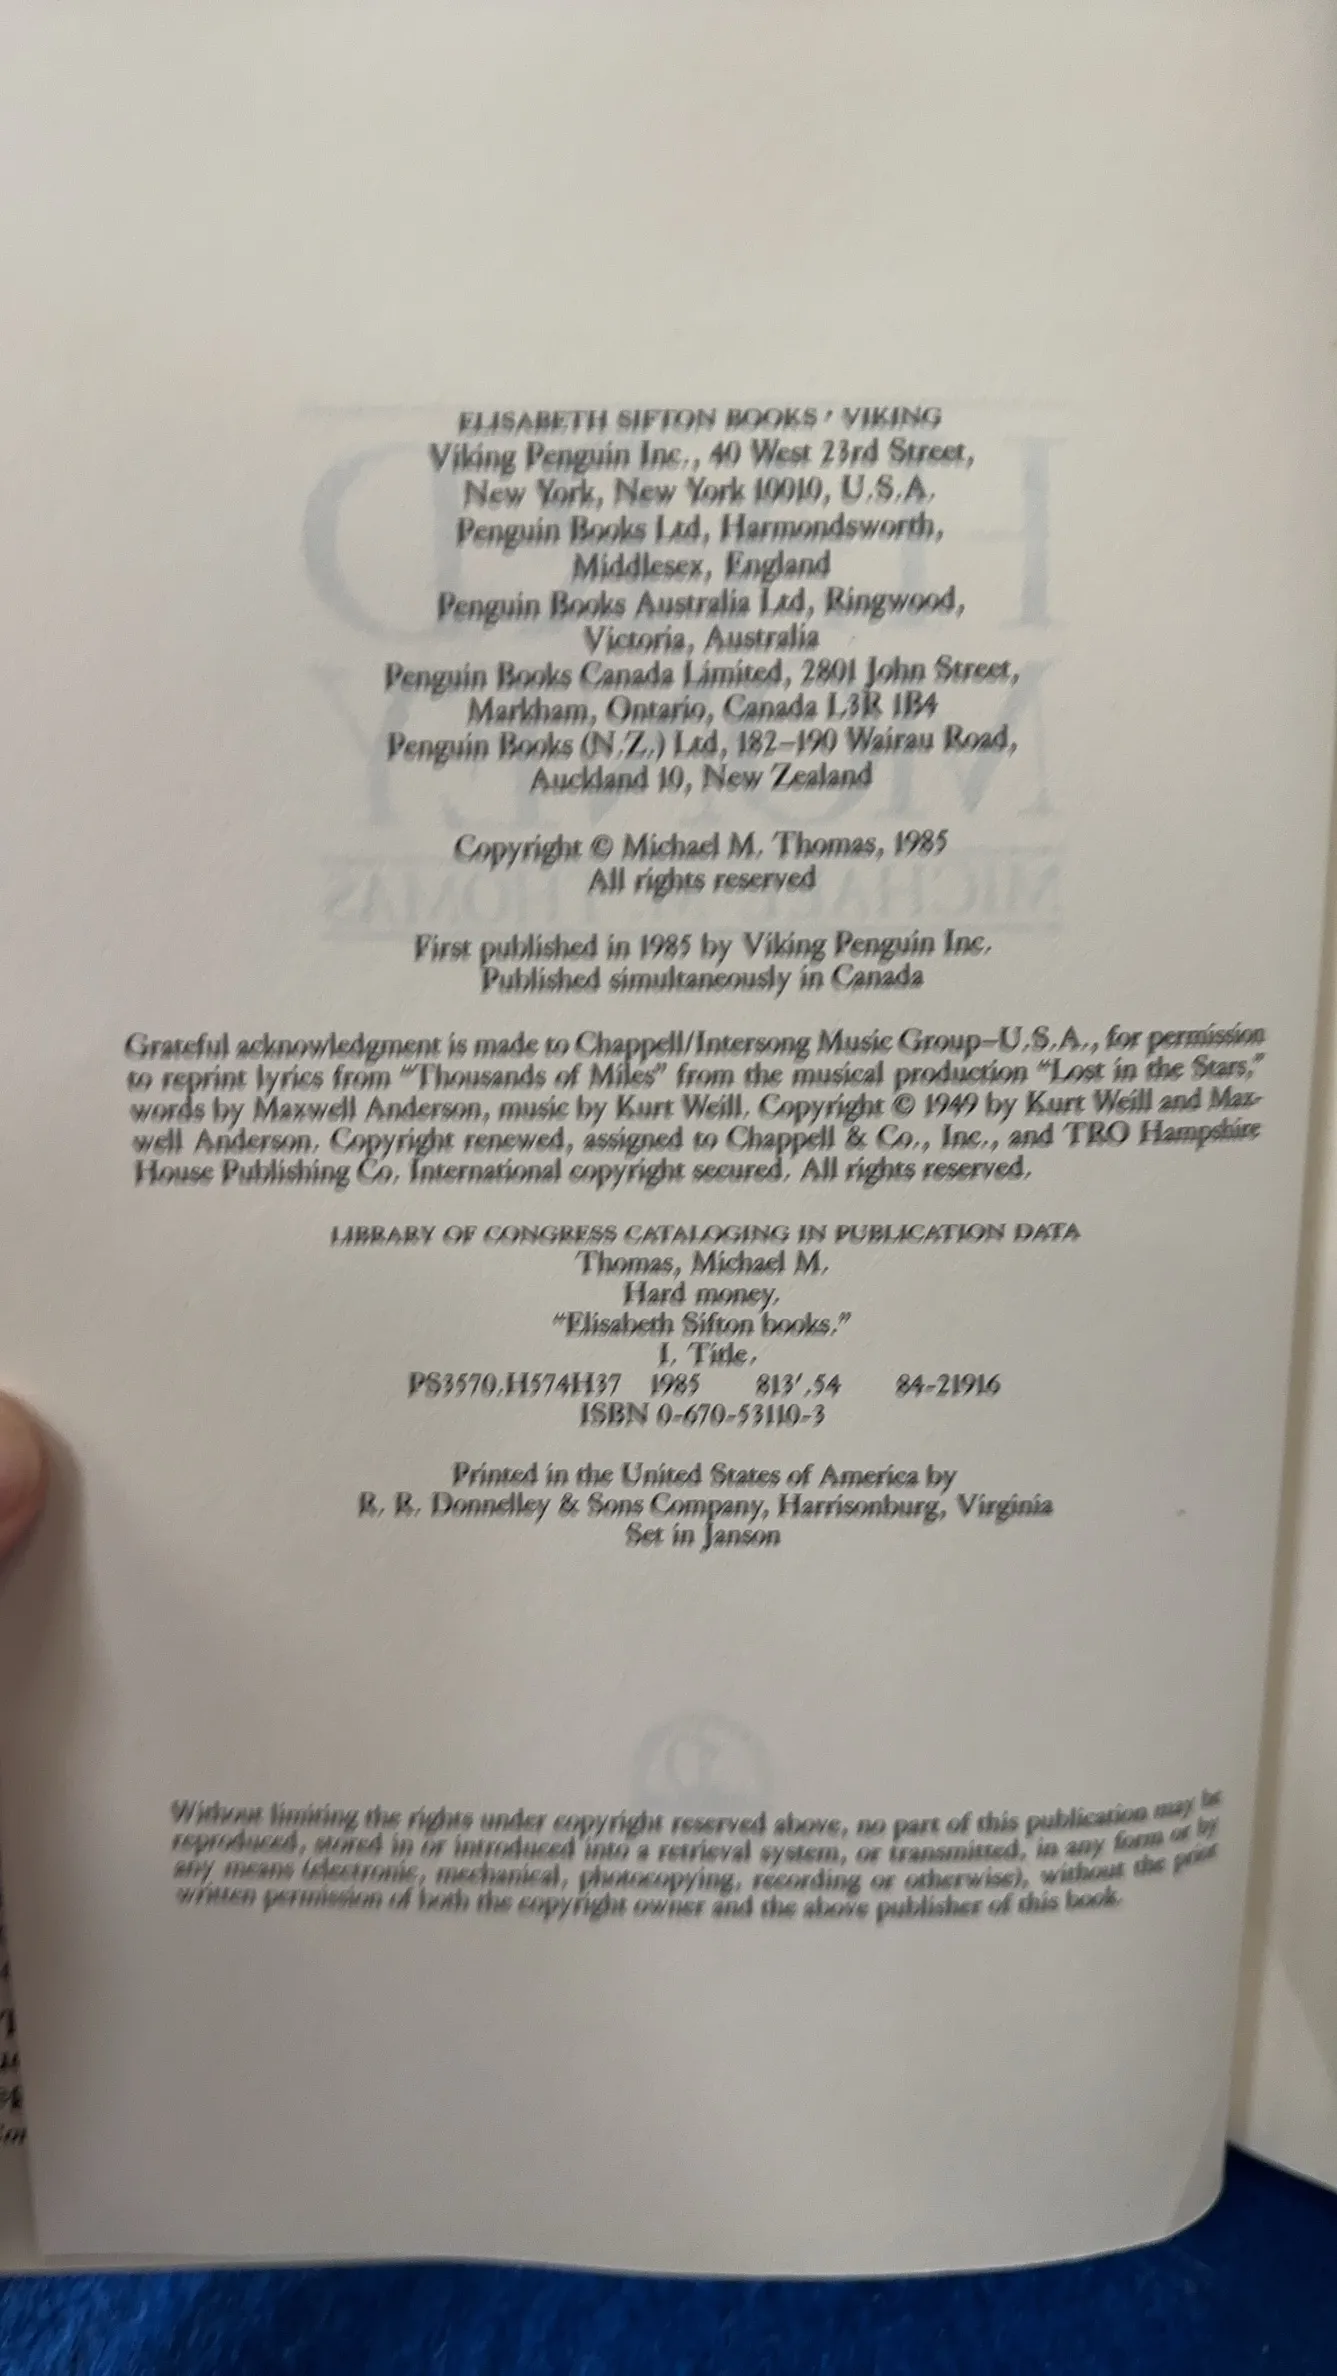 ELISABETH SIFTON BOOKS · VIKING
Viking Penguin Inc., 40 West 23rd Street,
New York, New York 10010, U.S.A.
Penguin Books Ltd, Harmondsworth,
Middlesex, England
Penguin Books Australia Ltd, Ringwood,
Victoria, Australia
Penguin Books Canada Limited, 2801 John Street,
Markham, Ontario, Canada L3R 1B4
Penguin Books (N.Z.) Ltd, 182–190 Wairau Road,
Auckland 10, New Zealand
Copyright © Michael M. Thomas, 1985
All rights reserved
First published in 1985 by Viking Penguin Inc.
Published simultaneously in Canada
Grateful acknowledgment is made to Chappell/Intersong Music Group–U.S.A., for permission
to reprint lyrics from “Thousands of Miles” from the musical production “Lost in the Stars,”
words by Maxwell Anderson, music by Kurt Weill. Copyright © 1949 by Kurt Weill and Max-
well Anderson. Copyright renewed, assigned to Chappell & Co., Inc., and TRO Hampshire
House Publishing Co. International copyright secured. All rights reserved.
LIBRARY OF CONGRESS CATALOGING IN PUBLICATION DATA
Thomas, Michael M.
Hard money.
“Elisabeth Sifton books.”
I. Title.
PS3570.H574H37 1985 813′.54 84-21916
ISBN 0-670-53110-3
Printed in the United States of America by
R. R. Donnelley & Sons Company, Harrisonburg, Virginia
Set in Janson
Without limiting the rights under copyright reserved above, no part of this publication may be
reproduced, stored in or introduced into a retrieval system, or transmitted, in any form or by
any means (electronic, mechanical, photocopying, recording or otherwise), without the prior
written permission of both the copyright owner and the above publisher of this book.